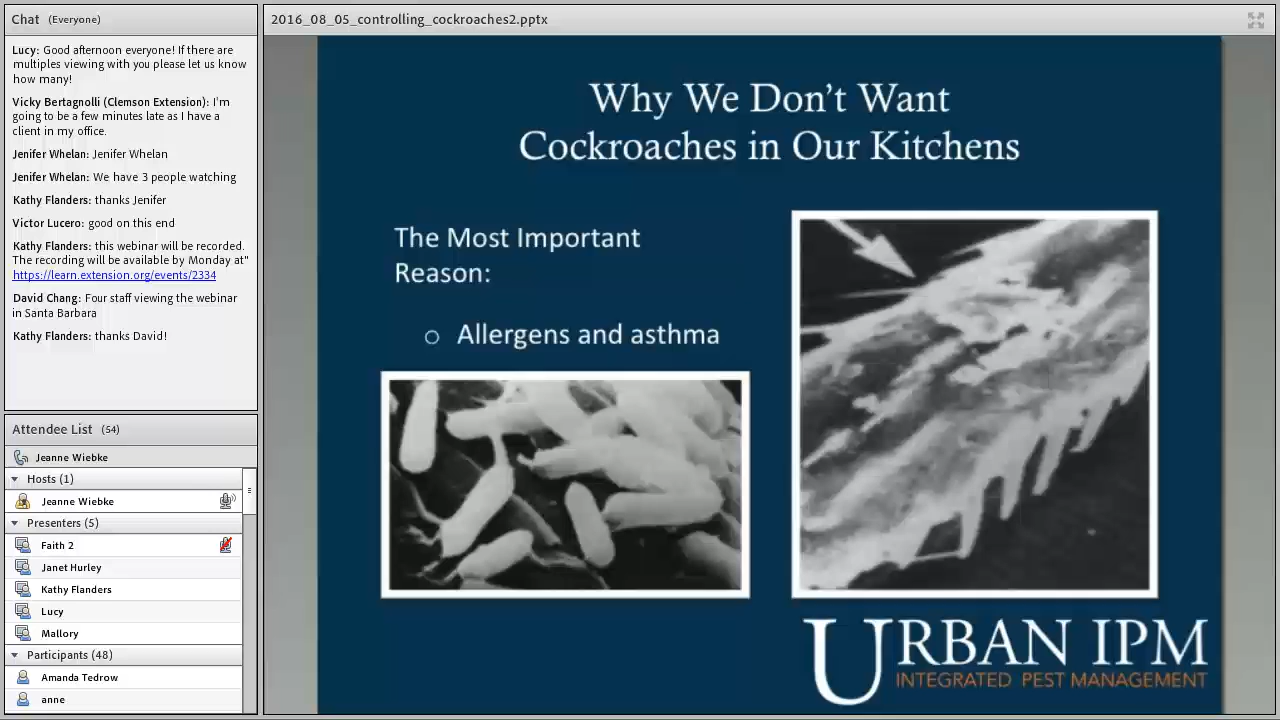 Chat (Everyone)
Lucy: Good afternoon everyone! If there are
multiples viewing with you please let us know
how many!
Vicky Bertagnolli (Clemson Extension): I'm
going to be a few minutes late as I have a
client in my office.
Jenifer Whelan: Jenifer Whelan
Jenifer Whelan: We have 3 people watching
Kathy Flanders: thanks Jenifer
Victor Lucero: good on this end
Kathy Flanders: this webinar will be recorded.
The recording will be available by Monday at"
https://learn.extension.org/events/2334
David Chang: Four staff viewing the webinar
in Santa Barbara
Kathy Flanders: thanks David!
Attendee List (54)
Jeanne Wiebke
Hosts (1)
Jeanne Wiebke
Presenters (5)
Faith 2
Janet Hurley
Kathy Flanders
Lucy
Mallory
Participants (48)
Amanda Tedrow
anne
2016_08_05_controlling_cockroaches2.pptx
Why We Don't Want
Cockroaches in Our Kitchens
The Most Important
Reason:
o Allergens and asthma
URBAN IPM
INTEGRATED PEST MANAGEMENT